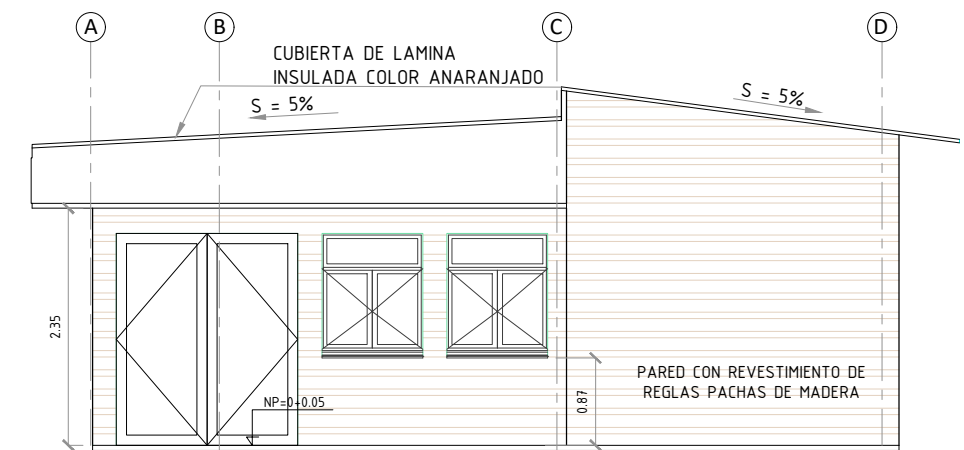 A
B
C
D
CUBIERTA DE LAMINA
INSULADA COLOR ANARANJADO
S = 5%
S = 5%
2.35
NP=0+0.05
0.87
PARED CON REVESTIMIENTO DE
REGLAS PACHAS DE MADERA